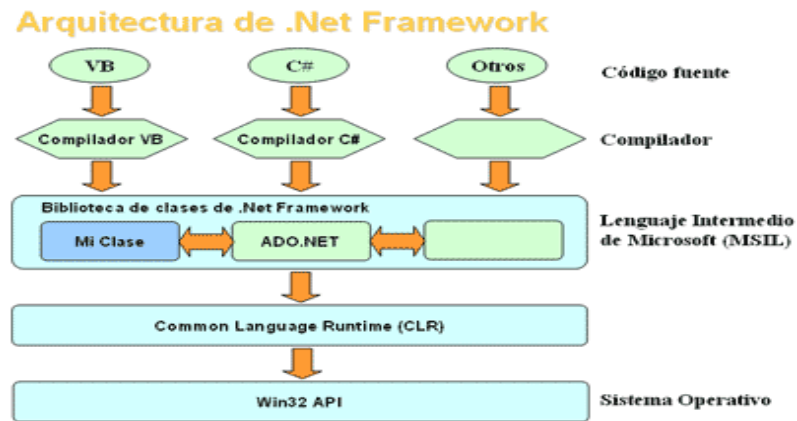 Arquitectura de .Net Framework
VB
C#
Otros
Código fuente
Compilador VB
Compilador C#
Compilador
Biblioteca de clases de .Net Framework
Mi Clase
ADO.NET
Lenguaje Intermedio
de Microsoft (MSIL)
Common Language Runtime (CLR)
Win32 API
Sistema Operativo